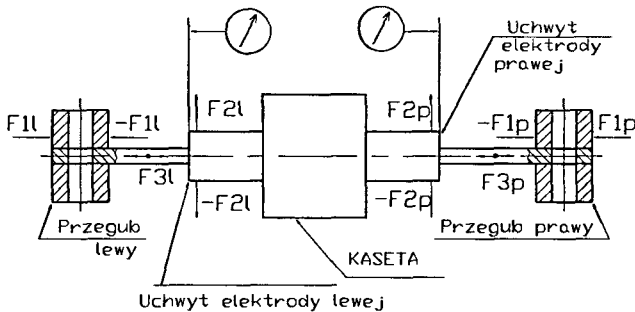 Uchwyt
elektrody
prawej
F2l
F2p
F1l
-F1l
-F1p
F1p
F3l
F3p
-F2l
-F2p
Przegub
lewy
Przegub prawy
KASETA
Uchwyt elektrody lewej